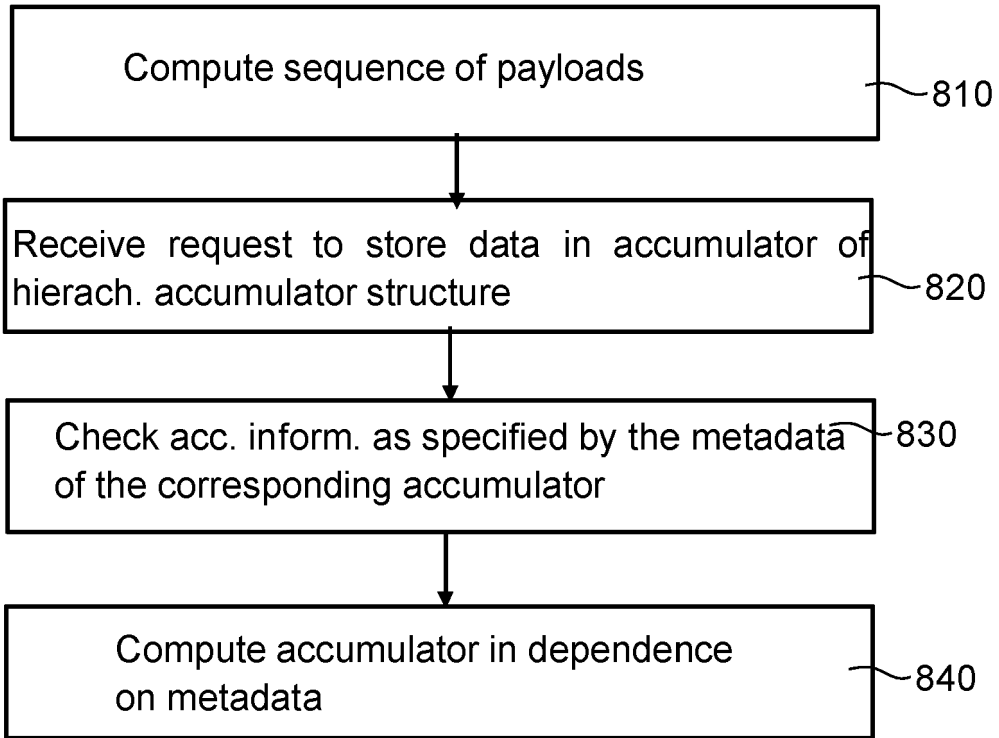 Compute sequence of payloads
810
Receive request to store data in accumulator of
hierach. accumulator structure
820
Check acc. inform. as specified by the metadata
of the corresponding accumulator
830
Compute accumulator in dependence
on metadata
840